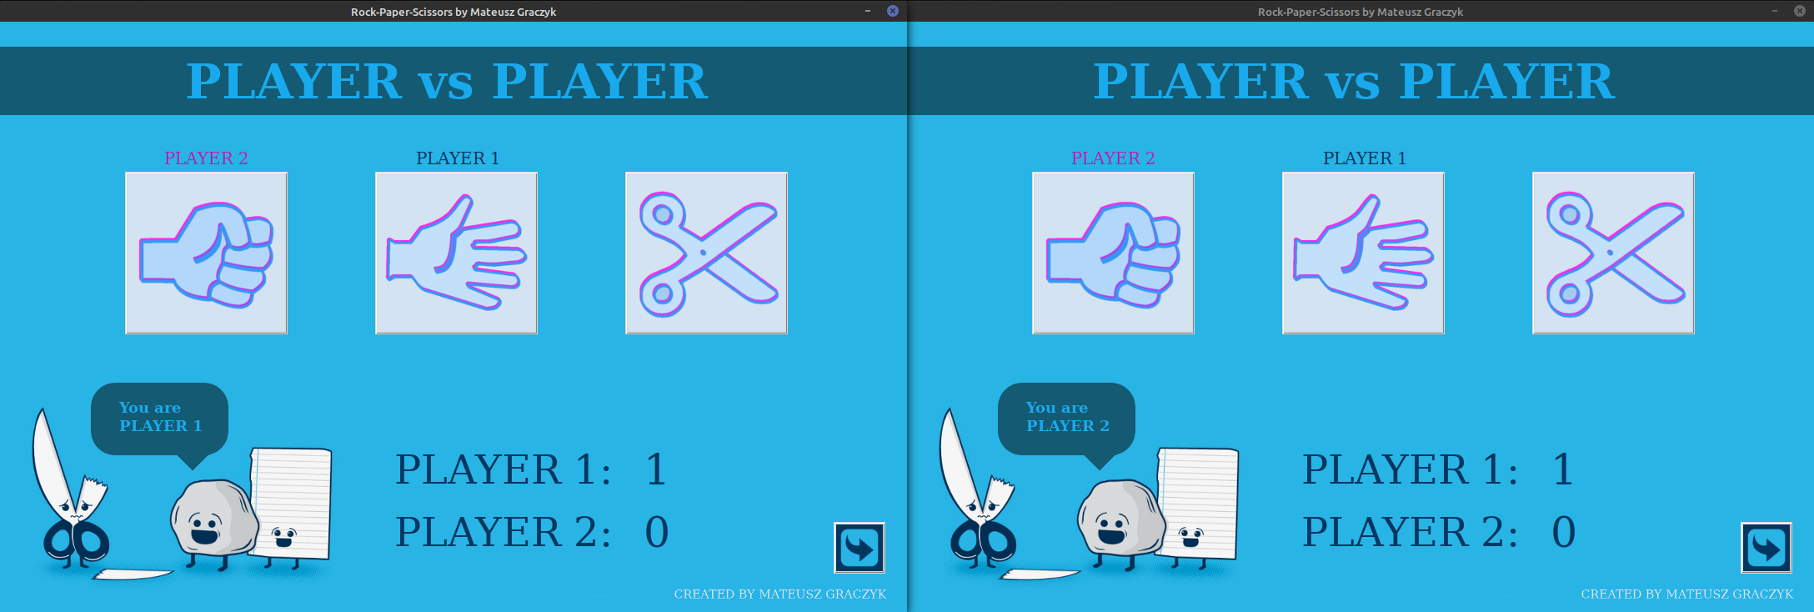 Rock-Paper-Scissors by Mateusz Graczyk
PLAYER vs PLAYER
PLAYER 2
PLAYER 1
You are
PLAYER 1
PLAYER 1: 1
PLAYER 2: 0
CREATED BY MATEUSZ GRACZYK
Rock-Paper-Scissors by Mateusz Graczyk
PLAYER vs PLAYER
PLAYER 2
PLAYER 1
You are
PLAYER 2
PLAYER 1: 1
PLAYER 2: 0
CREATED BY MATEUSZ GRACZYK